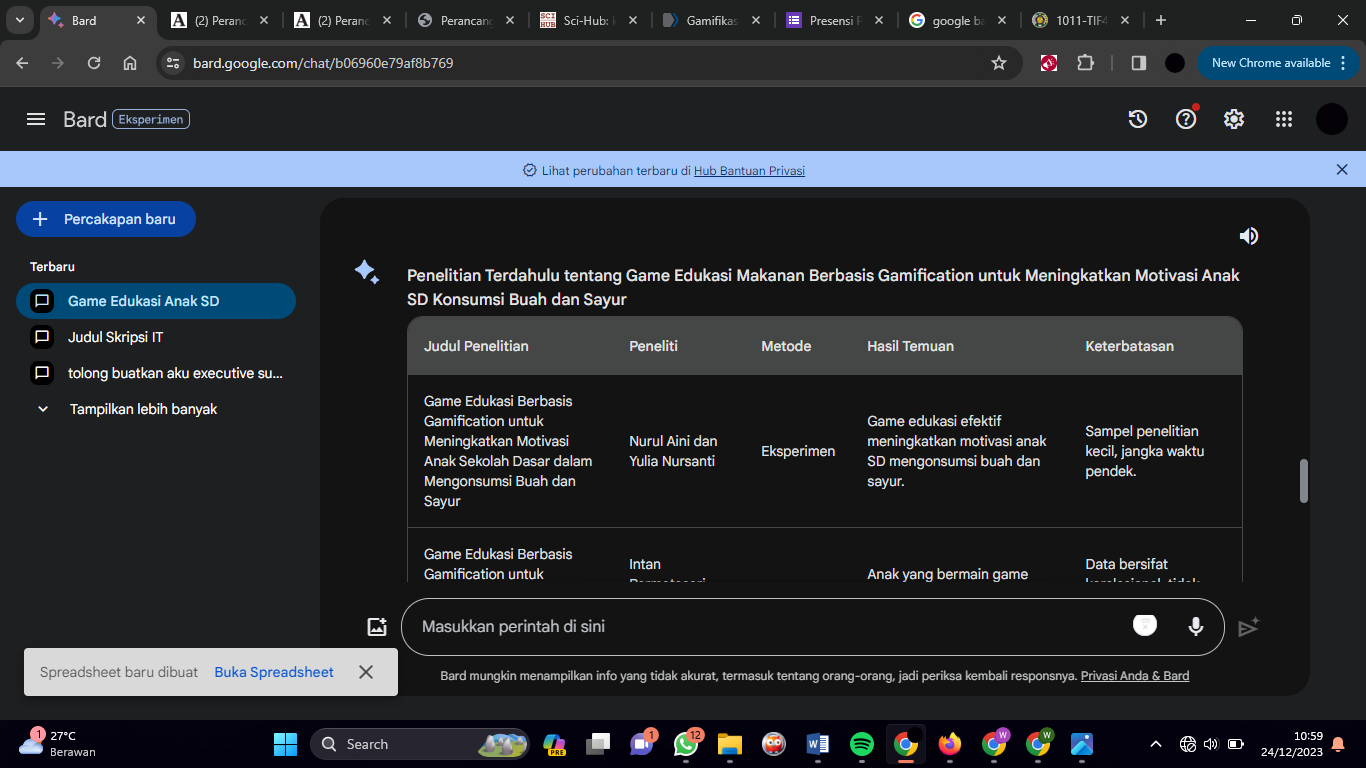 Bard
(2) Peranc
(2) Peranc
Perancang
Sci-Hub:
Gamifikas
Presensi P
google ba
1011-TIF4
bard.google.com/chat/b06960e79af8b769
New Chrome available
Bard
Eksperimen
Lihat perubahan terbaru di Hub Bantuan Privasi
Percakapan baru
Terbaru
Game Edukasi Anak SD
Judul Skripsi IT
tolong buatkan aku executive su...
Tampilkan lebih banyak
Penelitian Terdahulu tentang Game Edukasi Makanan Berbasis Gamification untuk Meningkatkan Motivasi Anak
SD Konsumsi Buah dan Sayur
Judul Penelitian
Peneliti
Metode
Hasil Temuan
Keterbatasan
Game Edukasi Berbasis
Gamification untuk
Meningkatkan Motivasi
Anak Sekolah Dasar dalam
Mengonsumsi Buah dan
Sayur
Nurul Aini dan
Yulia Nursanti
Eksperimen
Game edukasi efektif
meningkatkan motivasi anak
SD mengonsumsi buah dan
sayur.
Sampel penelitian
kecil, jangka waktu
pendek.
Game Edukasi Berbasis
Gamification untuk
Intan
Permatasari
Anak yang bermain game
Data bersifat
korelasional, tidak
Masukkan perintah di sini
Bard mungkin menampilkan info yang tidak akurat, termasuk tentang orang-orang, jadi periksa kembali responsnya. Privasi Anda & Bard
Spreadsheet baru dibuat
Buka Spreadsheet
1
27°C
Berawan
Search
PRE
1
12
W
W
10:59
24/12/2023